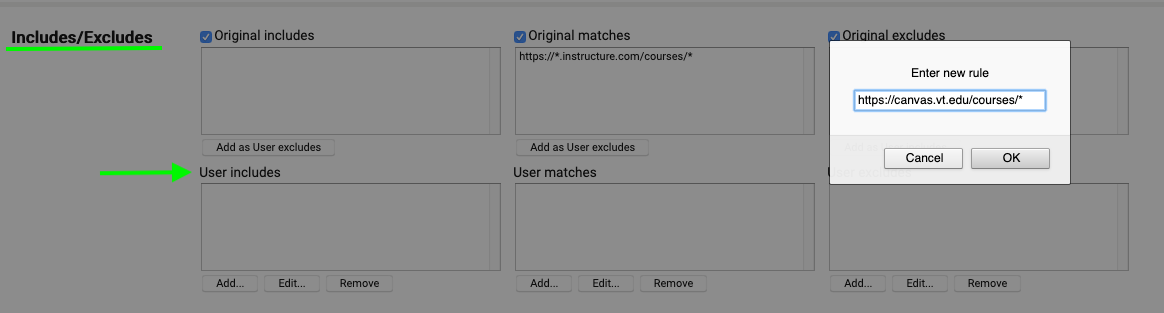 Includes/Excludes
Original includes
Original matches
Original excludes
https://*.instructure.com/courses/*
Enter new rule
https://canvas.vt.edu/courses/*
Cancel
OK
Add as User excludes
Add as User excludes
User includes
User matches
User excludes
Add...
Edit...
Remove
Add...
Edit...
Remove
Add...
Edit...
Remove